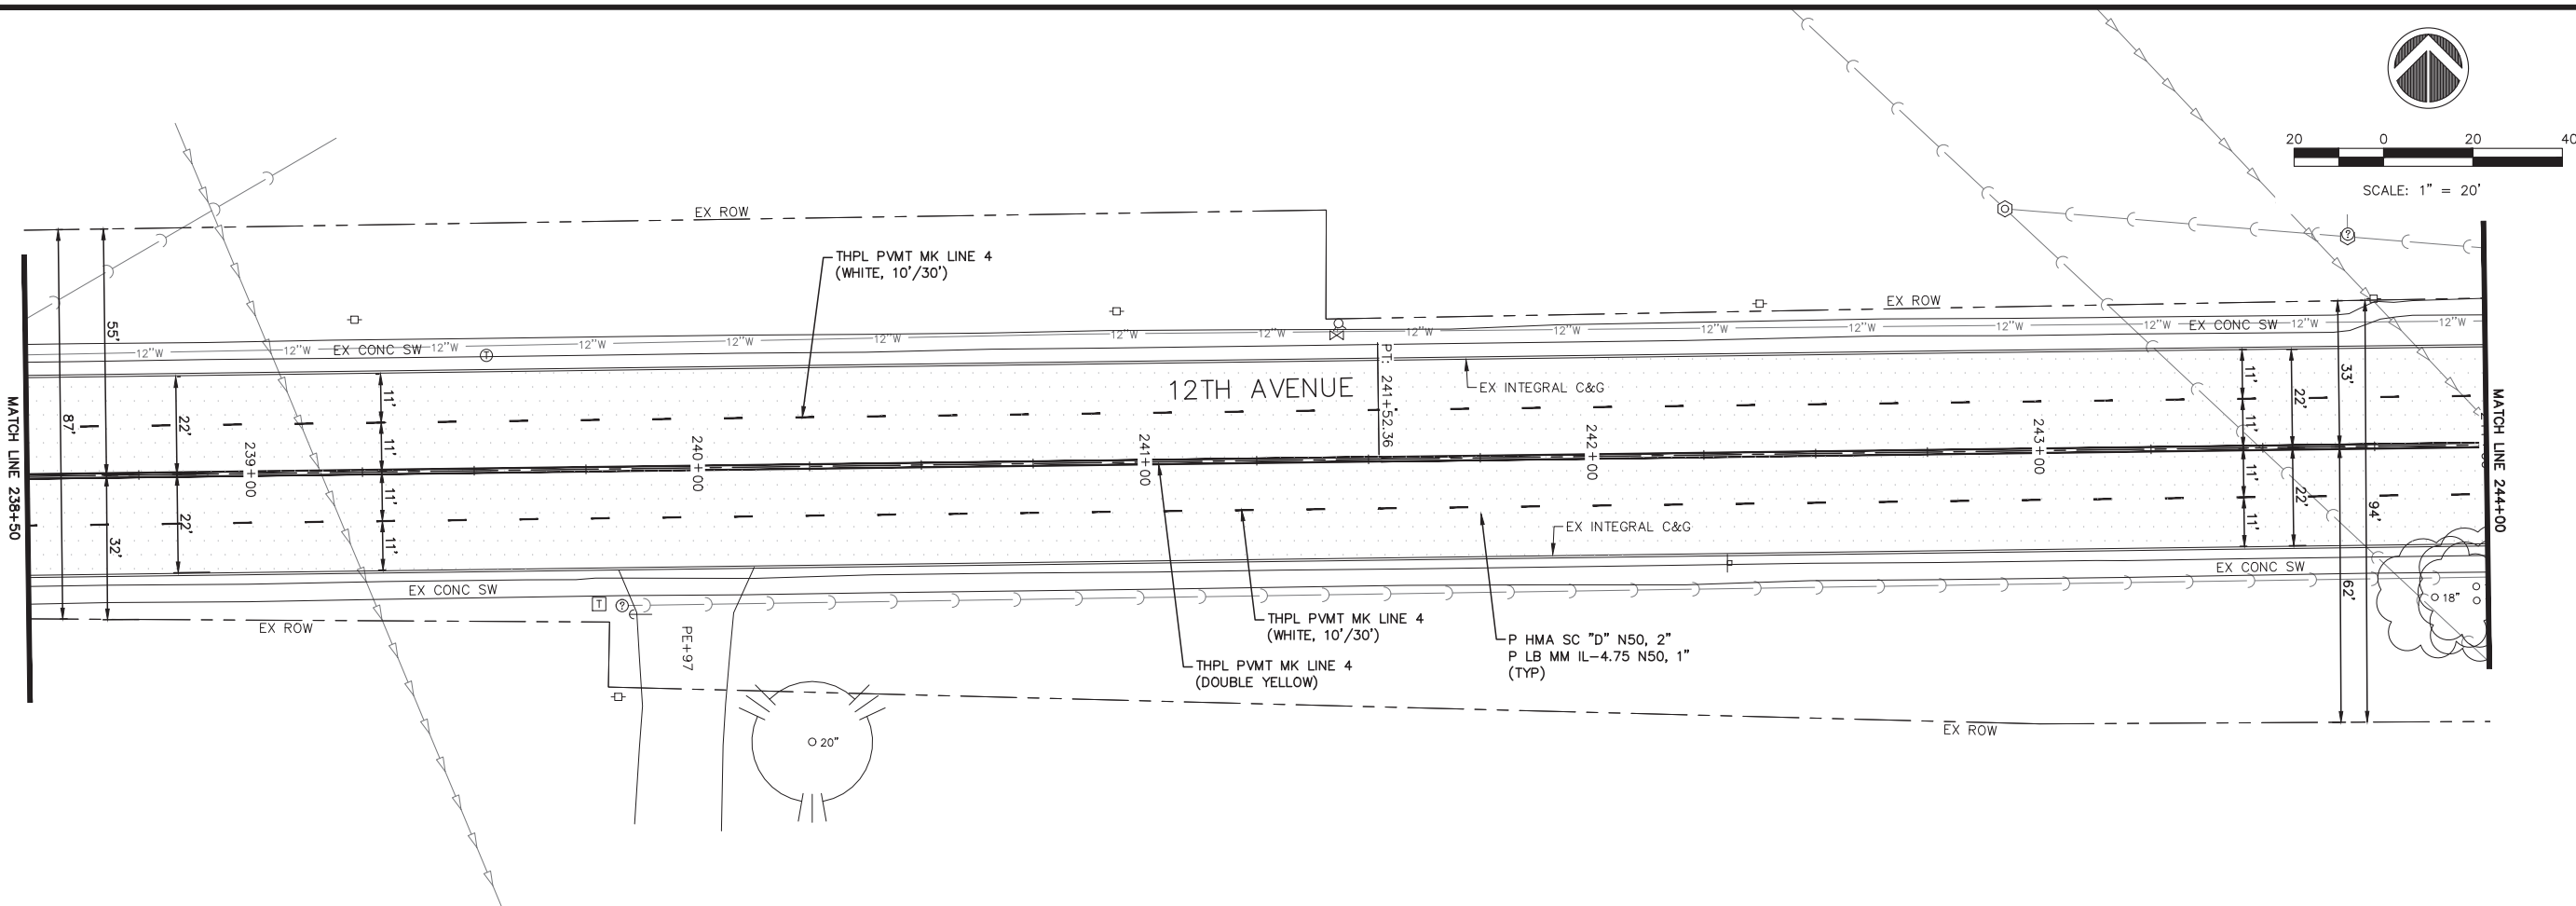 20 0 20 40
SCALE: 1" = 20'
EX ROW
THPL PVMT MK LINE 4
(WHITE, 10'/30')
EX ROW
12"W 12"W 12"W 12"W 12"W 12"W 12"W 12"W 12"W 12"W 12"W 12"W 12"W 12"W 12"W 12"W
EX CONC SW
EX CONC SW
T
?
55'
87'
32'
22'
22'
11'
11'
11'
11'
MATCH LINE 238+50
12TH AVENUE
PT: 241+52.36
EX INTEGRAL C&G
239+00
240+00
241+00
242+00
243+00
11'
11'
11'
11'
22'
22'
33'
94'
62'
MATCH LINE 244+00
EX INTEGRAL C&G
EX CONC SW
EX CONC SW
T
?
18"
EX ROW
PE+97
THPL PVMT MK LINE 4
(WHITE, 10'/30')
THPL PVMT MK LINE 4
(DOUBLE YELLOW)
P HMA SC "D" N50, 2"
P LB MM IL-4.75 N50, 1"
(TYP)
20"
EX ROW